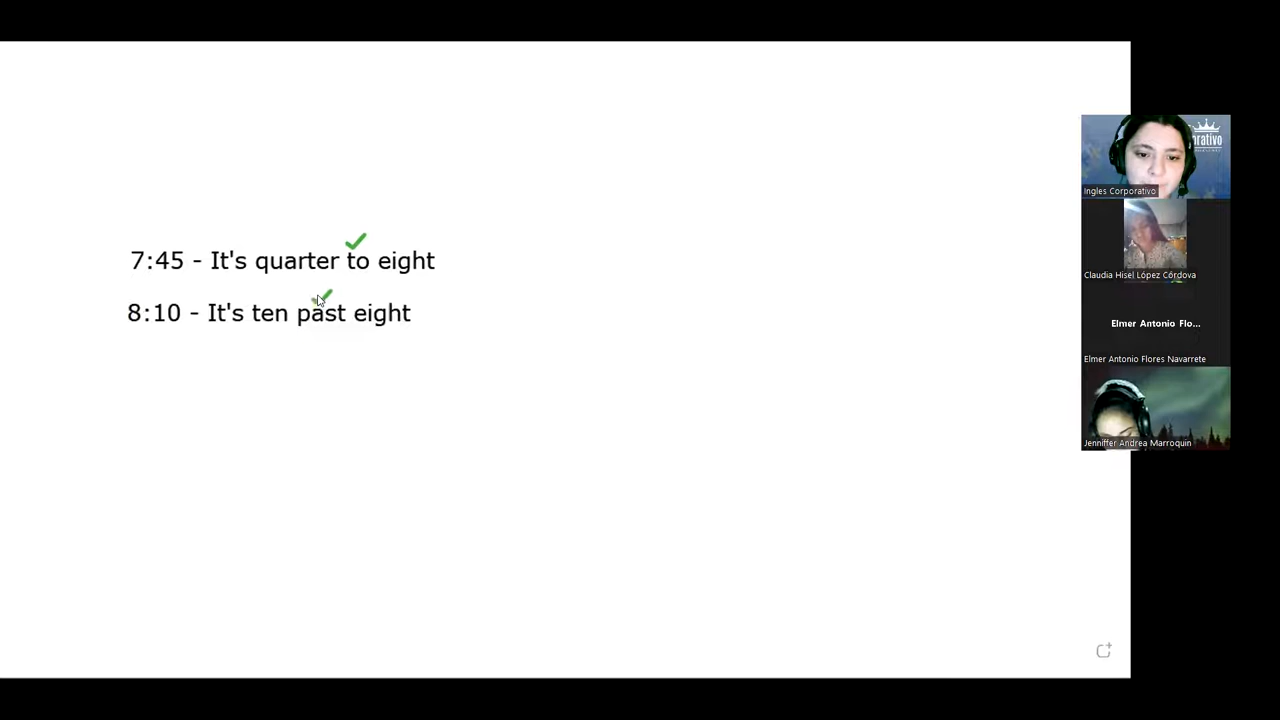 7:45 - It's quarter to eight
8:10 - It's ten past eight
Ingles Corporativo
Claudia Hisel López Córdova
Elmer Antonio Flo...
Elmer Antonio Flores Navarrete
Jenniffer Andrea Marroquin